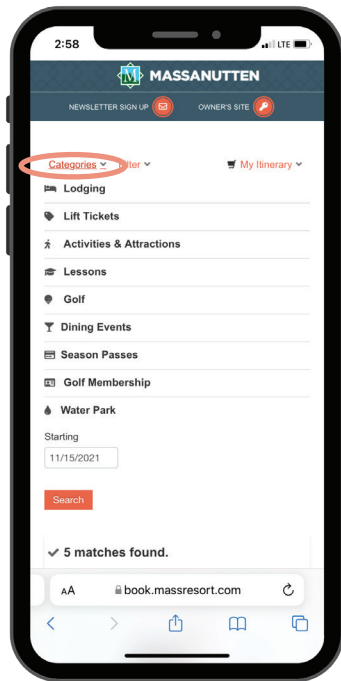 2:58
LTE
M MASSANUTTEN
NEWSLETTER SIGN UP OWNER'S SITE
Categories Filter My Itinerary
Lodging
Lift Tickets
Activities & Attractions
Lessons
Golf
Dining Events
Season Passes
Golf Membership
Water Park
Starting
11/15/2021
Search
5 matches found.
AA book.massresort.com